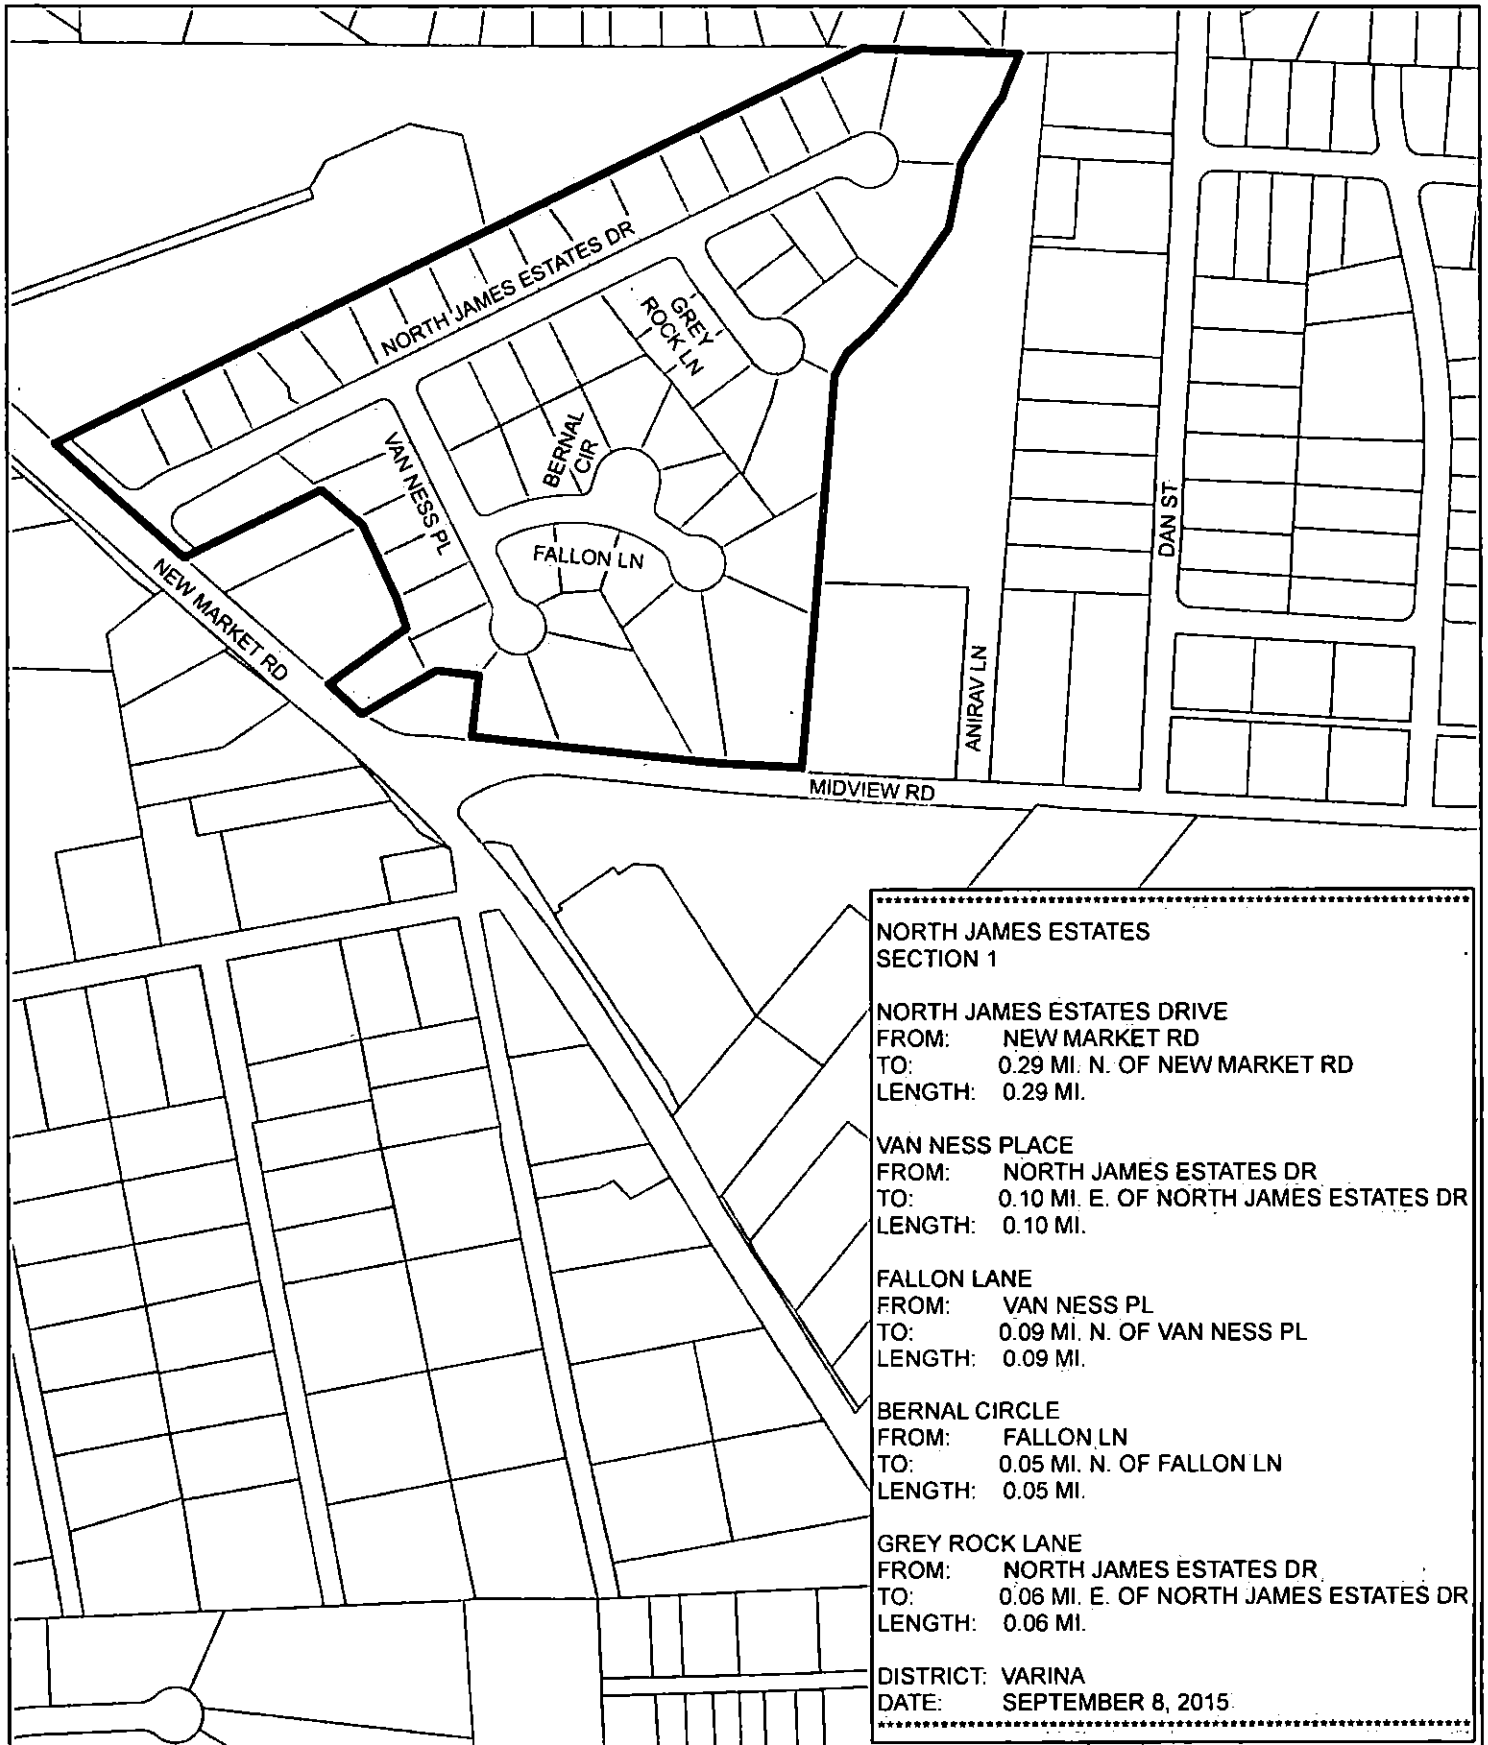 NORTH JAMES ESTATES DR
GREY
ROCK LN
BERNAL
CIR
VAN NESS PL
FALLON LN
NEW MARKET RD
DAN ST
ANIRAV LN
MIDVIEW RD
NORTH JAMES ESTATES
SECTION 1
NORTH JAMES ESTATES DRIVE
FROM: NEW MARKET RD
TO: 0.29 MI. N. OF NEW MARKET RD
LENGTH: 0.29 MI.
VAN NESS PLACE
FROM: NORTH JAMES ESTATES DR
TO: 0.10 MI. E. OF NORTH JAMES ESTATES DR
LENGTH: 0.10 MI.
FALLON LANE
FROM: VAN NESS PL
TO: 0.09 MI. N. OF VAN NESS PL
LENGTH: 0.09 MI.
BERNAL CIRCLE
FROM: FALLON LN
TO: 0.05 MI. N. OF FALLON LN
LENGTH: 0.05 MI.
GREY ROCK LANE
FROM: NORTH JAMES ESTATES DR
TO: 0.06 MI. E. OF NORTH JAMES ESTATES DR
LENGTH: 0.06 MI.
DISTRICT: VARINA
DATE: SEPTEMBER 8, 2015